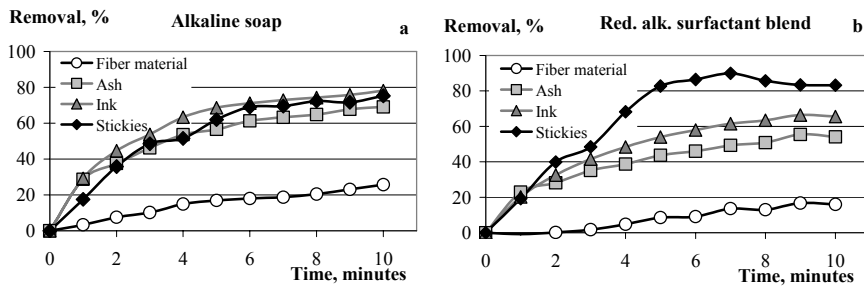 Removal, %
Alkaline soap
a
100
80
60
40
20
0
Fiber material
Ash
Ink
Stickies
0 2 4 6 8 10
Time, minutes
Removal, %
Red. alk. surfactant blend
b
100
80
60
40
20
0
Fiber material
Ash
Ink
Stickies
0 2 4 6 8 10
Time, minutes